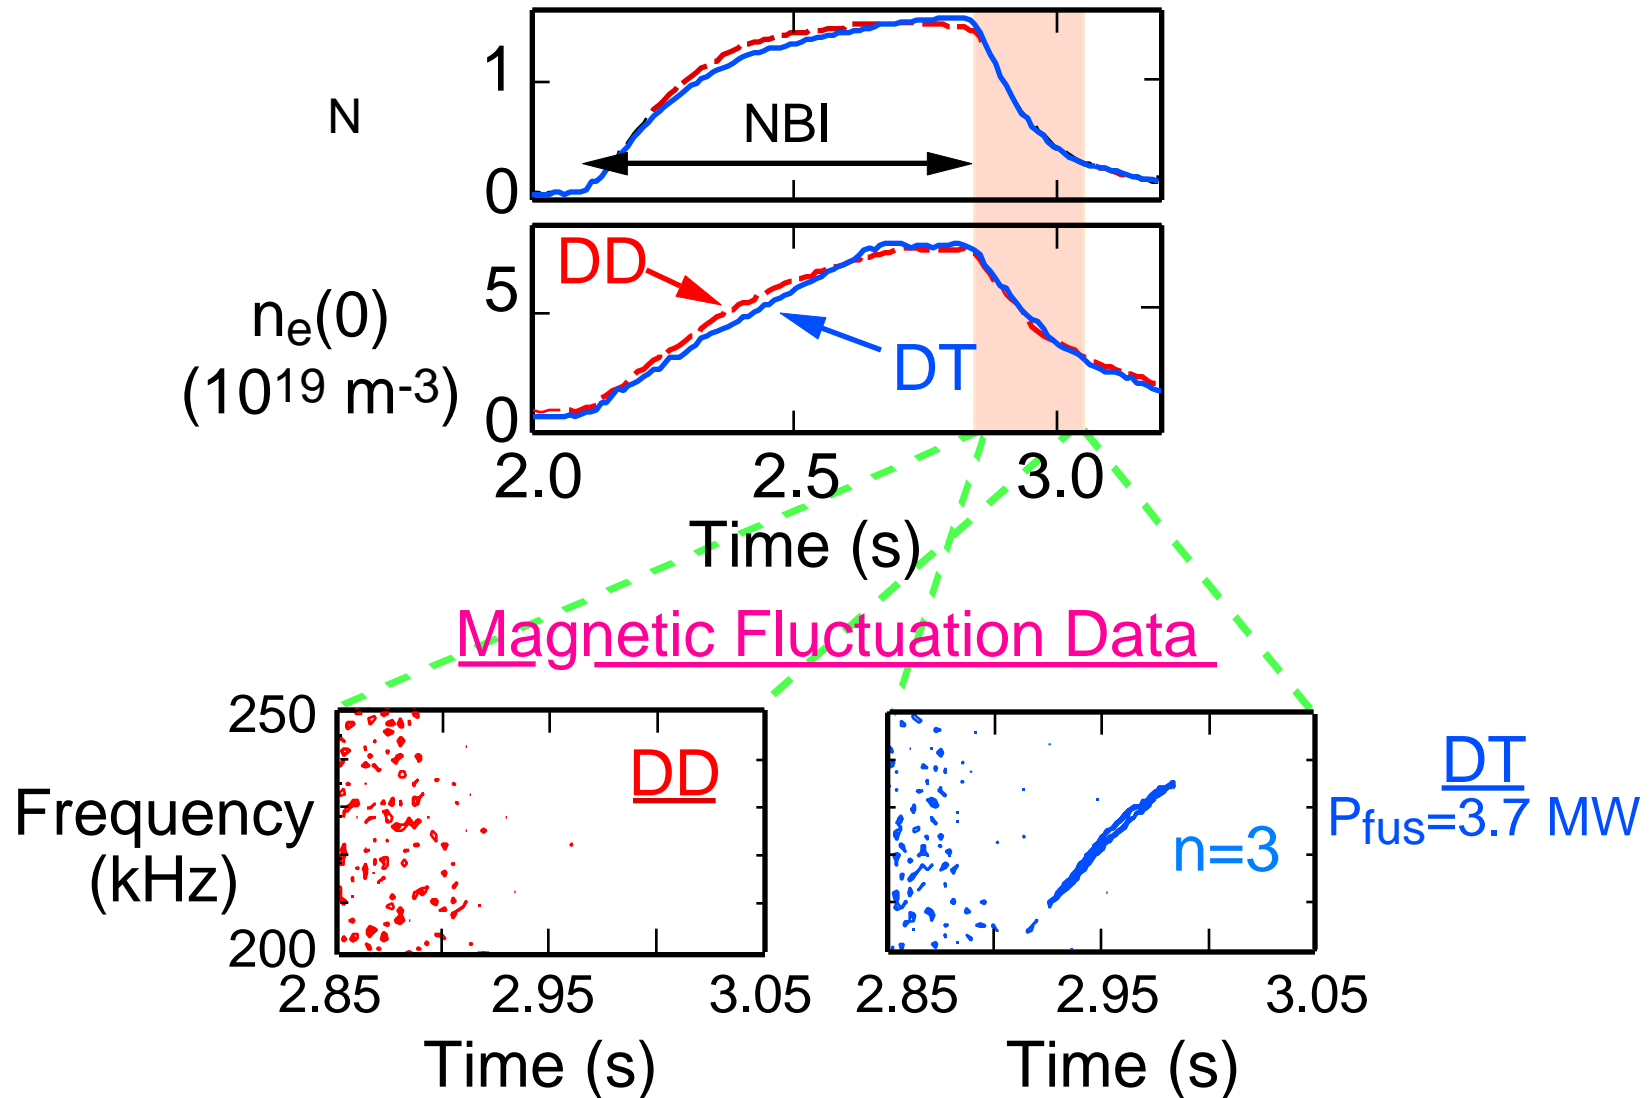 1
N
NBI
0
DD
5
n_e(0)
(10^19 m^-3)
DT
0
2.0 2.5 3.0
Time (s)
Magnetic Fluctuation Data
250
DD
DT
P_fus=3.7 MW
Frequency
(kHz)
n=3
200
2.85 2.95 3.05 2.85 2.95 3.05
Time (s) Time (s)